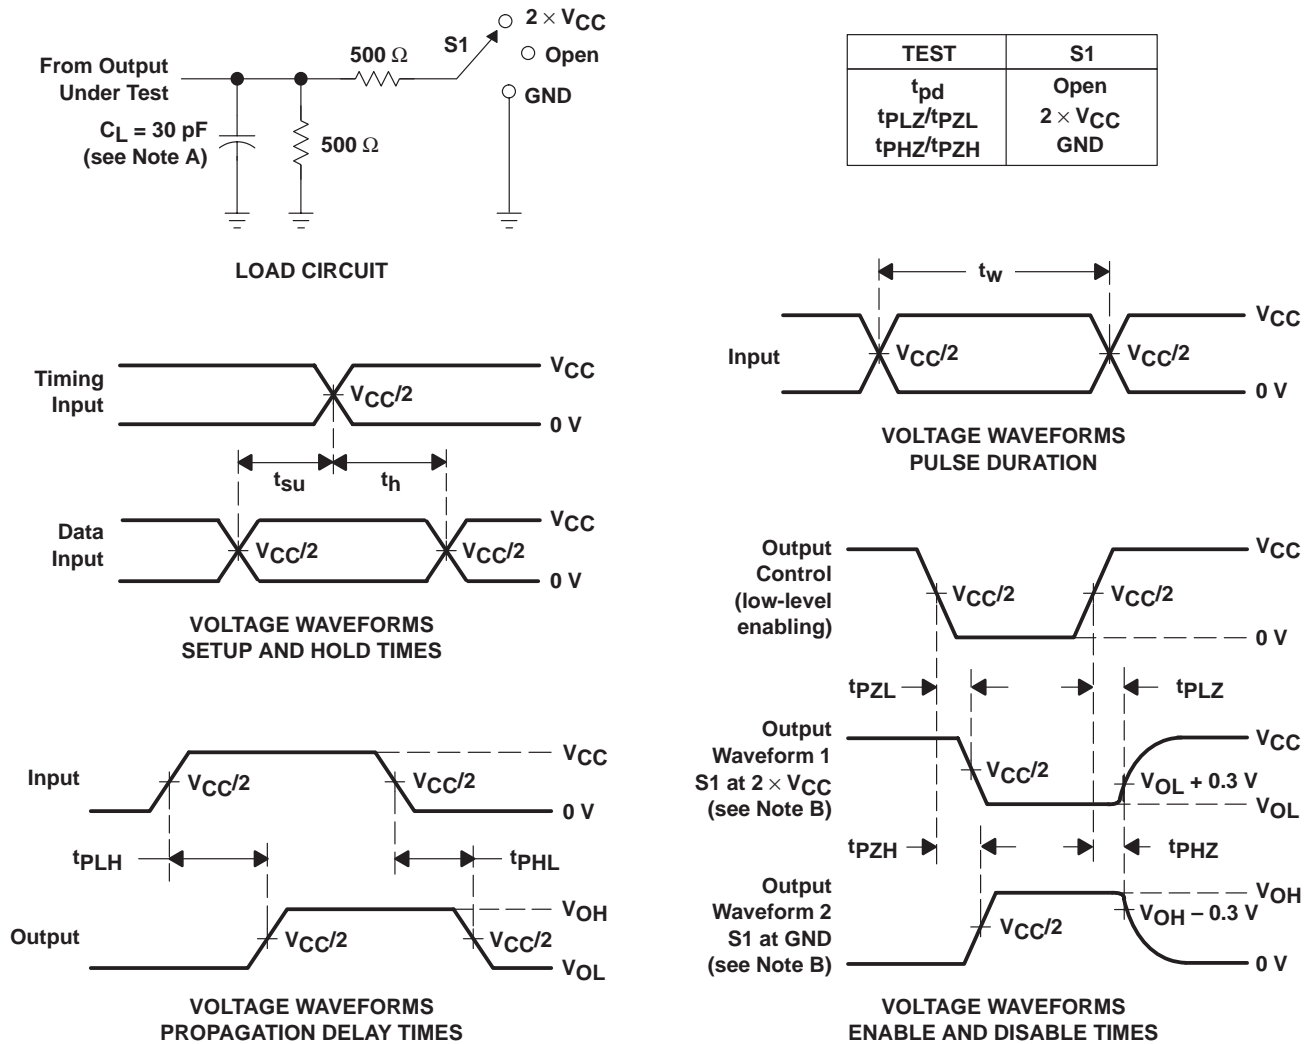 From Output
Under Test
C_L = 30 pF
(see Note A)
500 Ω
500 Ω
S1
2 × V_CC
Open
GND
LOAD CIRCUIT
TEST S1
t_pd Open
t_PLZ/t_PZL 2 × V_CC
t_PHZ/t_PZH GND
Timing
Input
V_CC/2
V_CC
0 V
t_su
t_h
Data
Input
V_CC/2
V_CC/2
V_CC
0 V
VOLTAGE WAVEFORMS
SETUP AND HOLD TIMES
t_w
Input
V_CC/2
V_CC/2
V_CC
0 V
VOLTAGE WAVEFORMS
PULSE DURATION
Input
V_CC/2
V_CC/2
V_CC
0 V
t_PLH
t_PHL
Output
V_CC/2
V_CC/2
V_OH
V_OL
VOLTAGE WAVEFORMS
PROPAGATION DELAY TIMES
Output
Control
(low-level
enabling)
V_CC/2
V_CC/2
V_CC
0 V
t_PZL
t_PLZ
Output
Waveform 1
S1 at 2 × V_CC
(see Note B)
V_CC/2
V_CC
V_OL + 0.3 V
V_OL
t_PZH
t_PHZ
Output
Waveform 2
S1 at GND
(see Note B)
V_CC/2
V_OH
V_OH − 0.3 V
0 V
VOLTAGE WAVEFORMS
ENABLE AND DISABLE TIMES